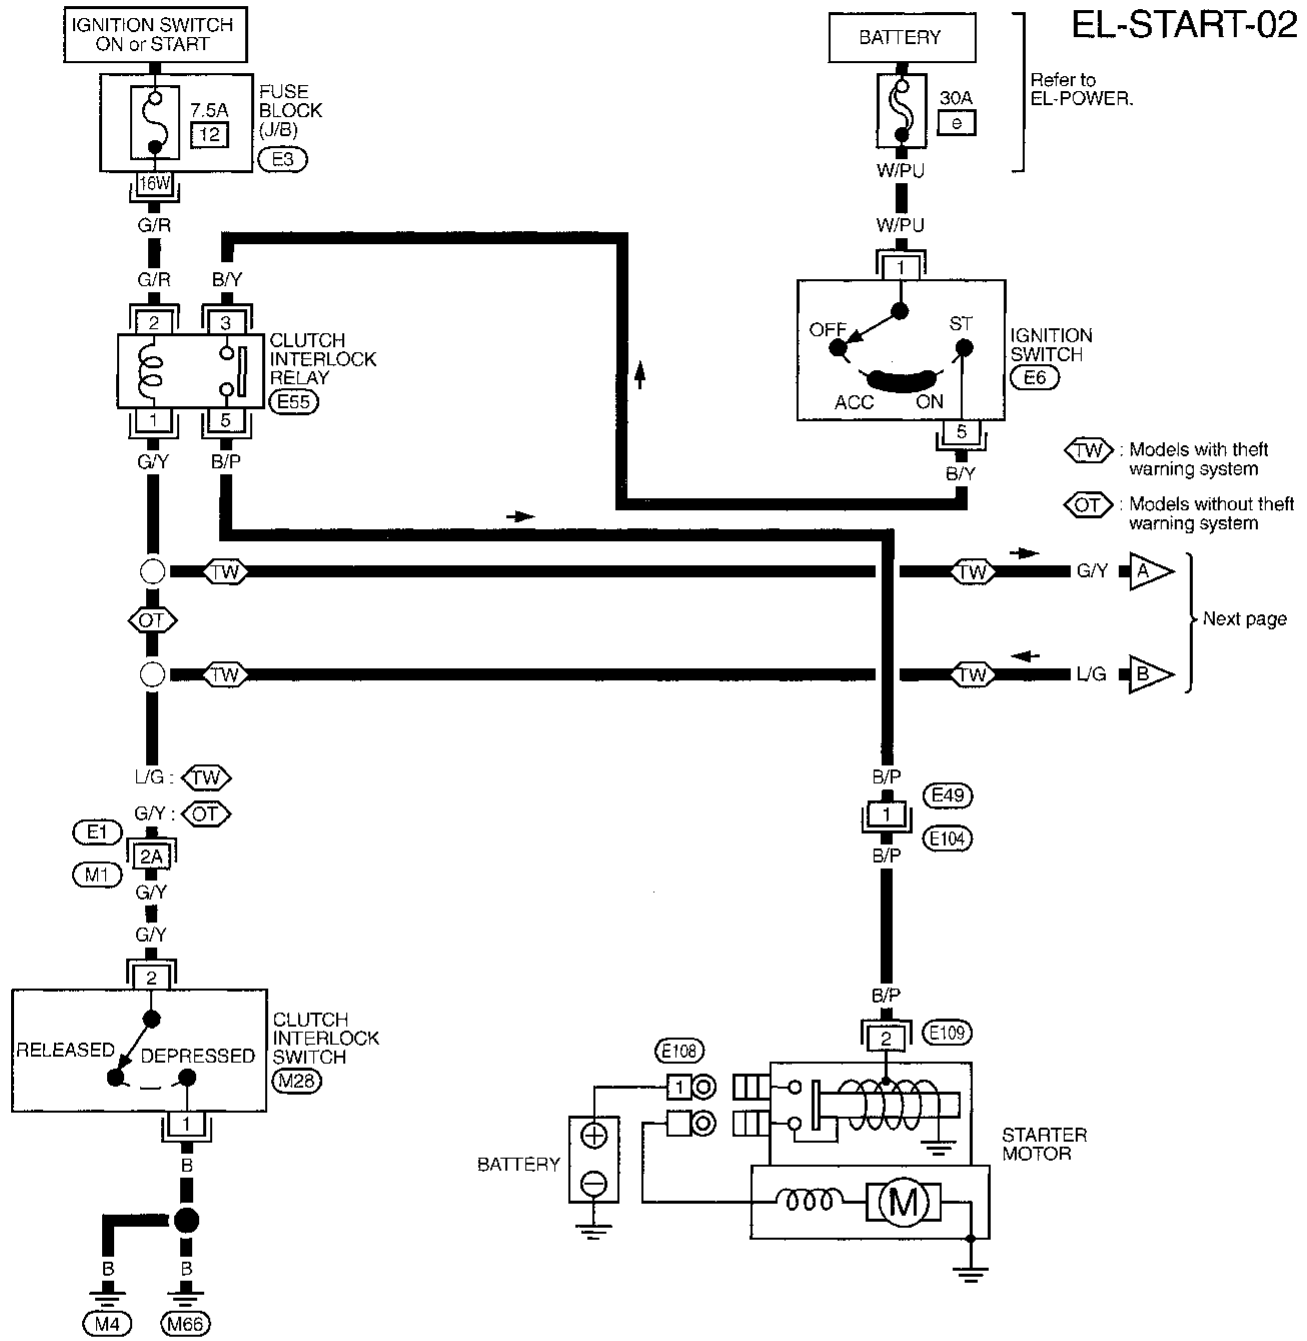 EL-START-02
IGNITION SWITCH
ON or START
FUSE
BLOCK
(J/B)
7.5A
12
E3
16W
G/R
G/R
B/Y
BATTERY
30A
e
Refer to
EL-POWER.
W/PU
W/PU
1
OFF
ST
ACC
ON
IGNITION
SWITCH
E6
5
B/Y
2
3
CLUTCH
INTERLOCK
RELAY
E55
1
5
G/Y
B/P
TW : Models with theft
warning system
OT : Models without theft
warning system
TW
TW
G/Y
A
OT
Next page
TW
TW
L/G
B
L/G : TW
G/Y : OT
E1
2A
M1
G/Y
G/Y
2
RELEASED
DEPRESSED
CLUTCH
INTERLOCK
SWITCH
M28
1
B
B
B
M4
M66
B/P
E49
1
E104
B/P
B/P
E109
2
E108
1
BATTERY
+
−
M
STARTER
MOTOR